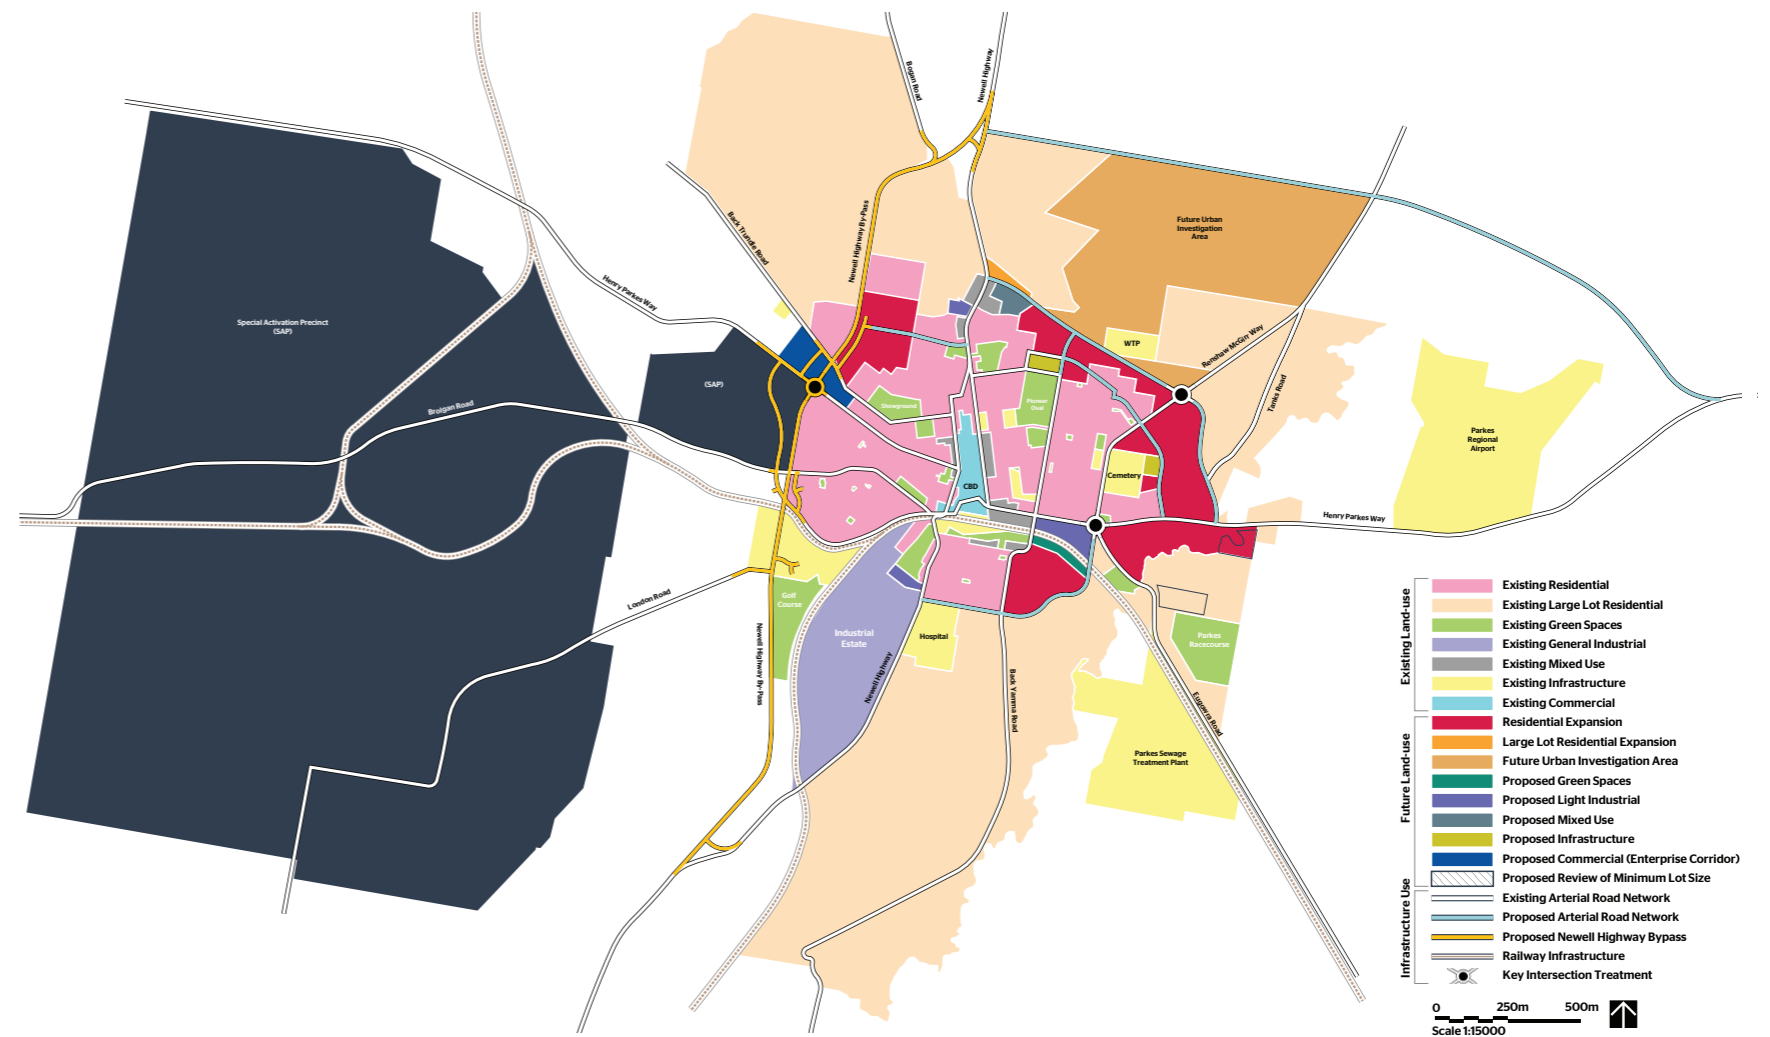 Bogan Road
Newell Highway
Back Trundle Road
Newell Highway By-Pass
Future Urban
Investigation
Area
Henry Parkes Way
Special Activation Precinct
(SAP)
(SAP)
WTP
Renshaw McGirr Way
Tanks Road
Brolgan Road
Showground
Pioneer
Oval
Parkes
Regional
Airport
Cemetery
CBD
Henry Parkes Way
London Road
Golf
Course
Industrial
Estate
Hospital
Parkes
Racecourse
Newell Highway By-Pass
Newell Highway
Back Yamma Road
Eugowra Road
Parkes Sewage
Treatment Plant
Existing Land-use
Existing Residential
Existing Large Lot Residential
Existing Green Spaces
Existing General Industrial
Existing Mixed Use
Existing Infrastructure
Existing Commercial
Future Land-use
Residential Expansion
Large Lot Residential Expansion
Future Urban Investigation Area
Proposed Green Spaces
Proposed Light Industrial
Proposed Mixed Use
Proposed Infrastructure
Proposed Commercial (Enterprise Corridor)
Proposed Review of Minimum Lot Size
Infrastructure Use
Existing Arterial Road Network
Proposed Arterial Road Network
Proposed Newell Highway Bypass
Railway Infrastructure
Key Intersection Treatment
0 250m 500m
Scale 1:15000